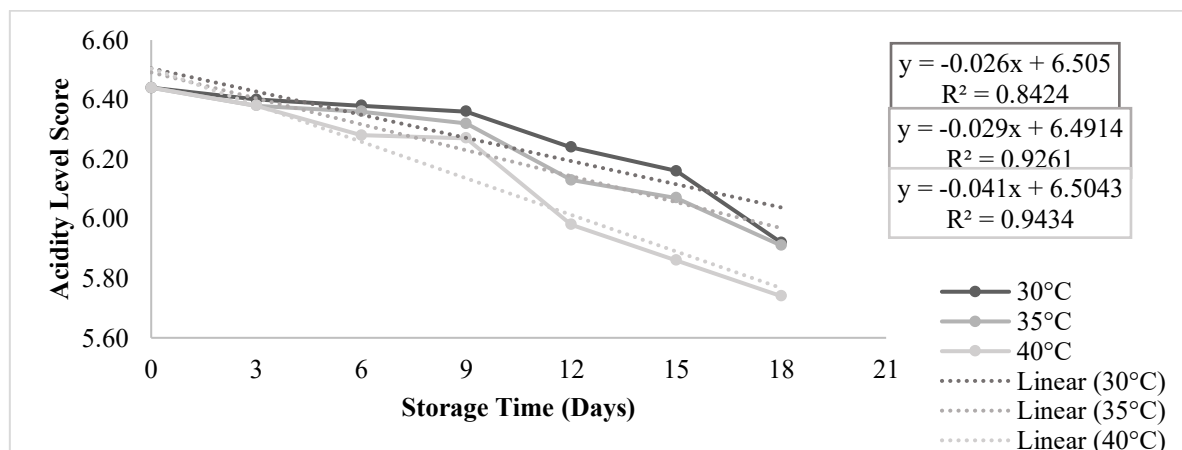 6.60
6.40
6.20
6.00
5.80
5.60
Acidity Level Score
0 3 6 9 12 15 18 21
Storage Time (Days)
y = -0.026x + 6.505
R² = 0.8424
y = -0.029x + 6.4914
R² = 0.9261
y = -0.041x + 6.5043
R² = 0.9434
30°C
35°C
40°C
Linear (30°C)
Linear (35°C)
Linear (40°C)